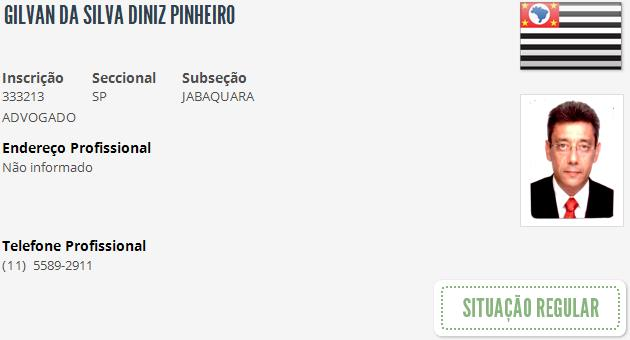 GILVAN DA SILVA DINIZ PINHEIRO
Inscrição Seccional Subseção
333213 SP JABAQUARA
ADVOGADO
Endereço Profissional
Não informado
Telefone Profissional
(11) 5589-2911
SITUAÇÃO REGULAR